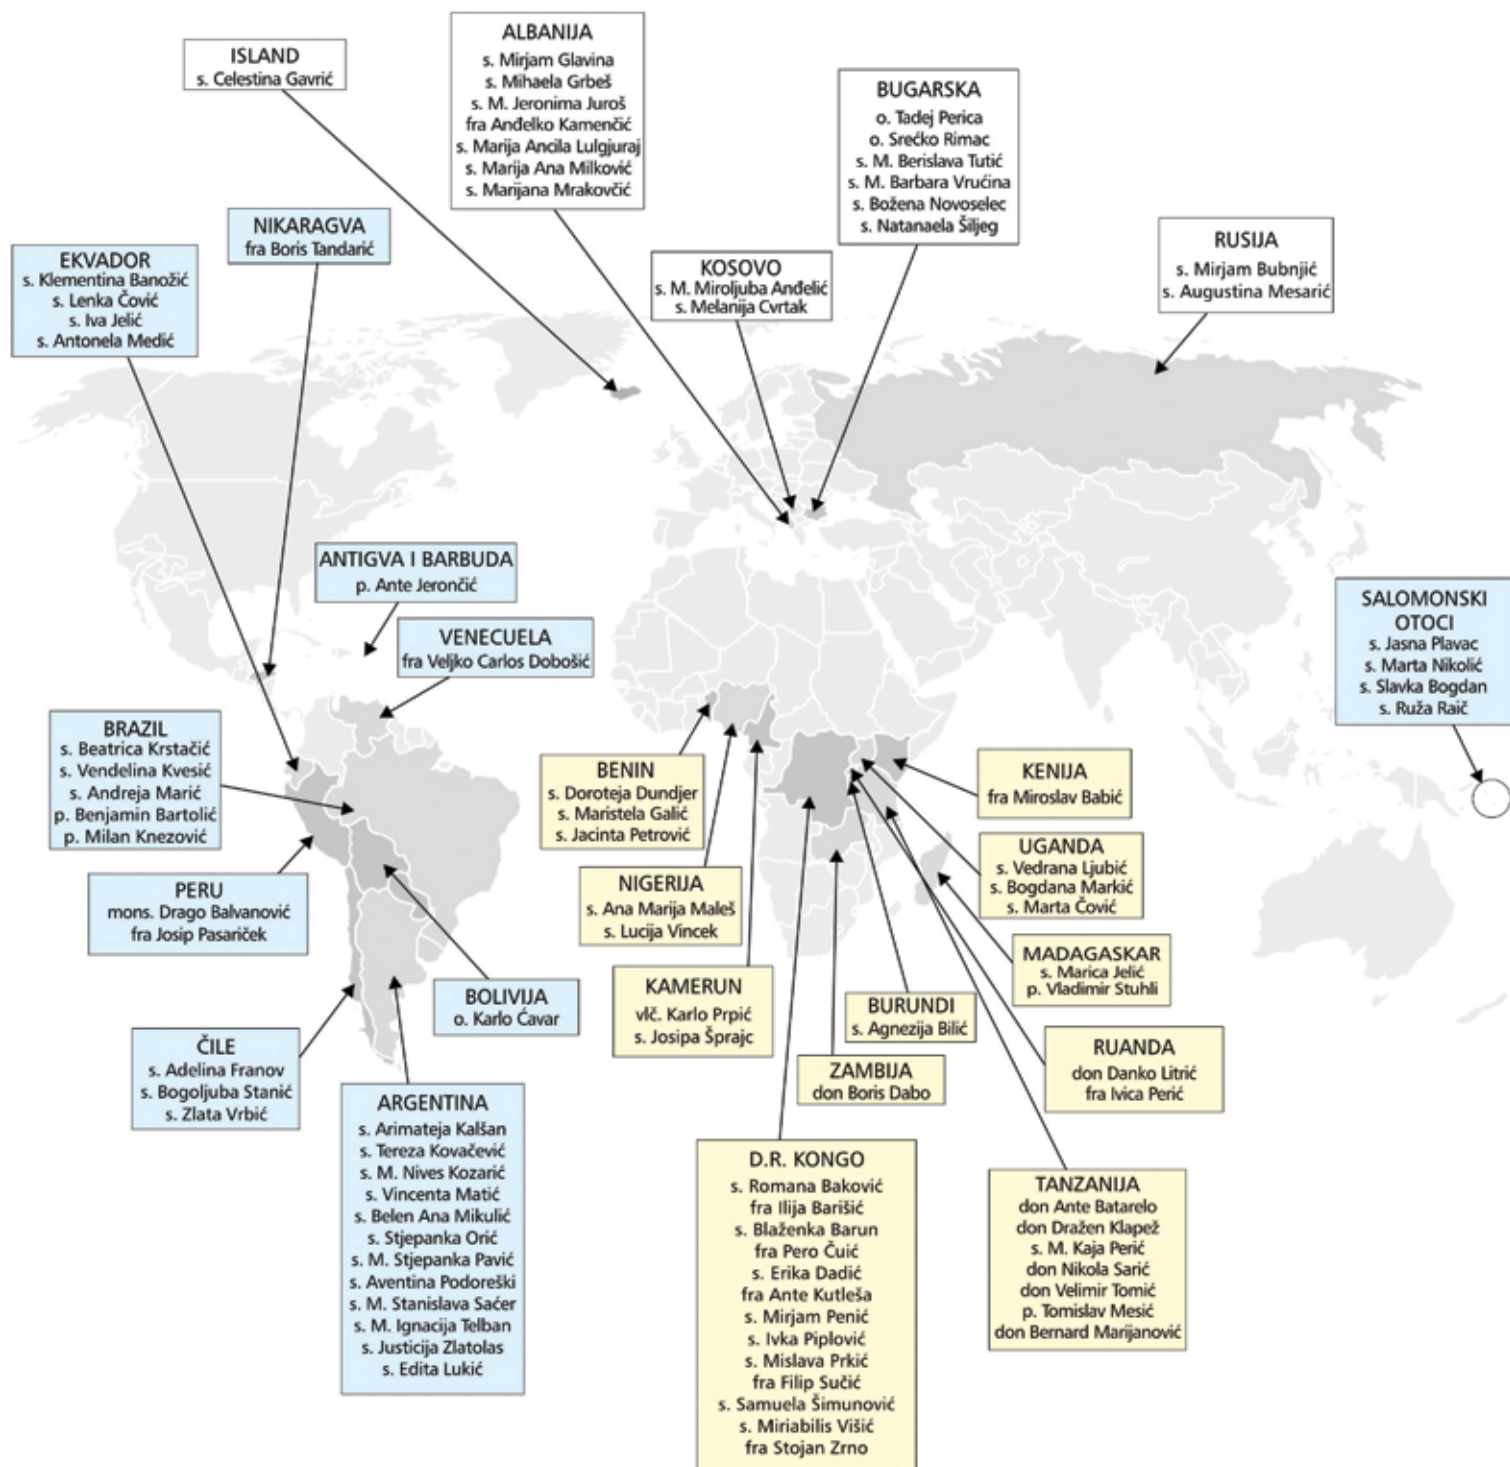 ISLAND
s. Celestina Gavrić
ALBANIJA
s. Mirjam Glavina
s. Mihaela Grbeš
s. M. Jeronima Juroš
fra Anđelko Kamenčić
s. Marija Ancila Lulgjuraj
s. Marija Ana Milković
s. Marijana Mrakovčić
BUGARSKA
o. Tadej Perica
o. Srećko Rimac
s. M. Berislava Tutić
s. M. Barbara Vrućina
s. Božena Novoselec
s. Natanaela Šiljeg
NIKARAGVA
fra Boris Tandarić
EKVADOR
s. Klementina Banožić
s. Lenka Čović
s. Iva Jelić
s. Antonela Medić
KOSOVO
s. M. Miroljuba Anđelić
s. Melanija Cvrtak
RUSIJA
s. Mirjam Bubnjić
s. Augustina Mesarić
ANTIGVA I BARBUDA
p. Ante Jerončić
VENECUELA
fra Veljko Carlos Dobošić
SALOMONSKI
OTOCI
s. Jasna Plavac
s. Marta Nikolić
s. Slavka Bogdan
s. Ruža Raič
BRAZIL
s. Beatrica Krstačić
s. Vendelina Kvesić
s. Andreja Marić
p. Benjamin Bartolić
p. Milan Knezović
BENIN
s. Doroteja Dundjer
s. Maristela Galić
s. Jacinta Petrović
KENIJA
fra Miroslav Babić
UGANDA
s. Vedrana Ljubić
s. Bogdana Markić
s. Marta Čović
PERU
mons. Drago Balvanović
fra Josip Pasariček
NIGERIJA
s. Ana Marija Maleš
s. Lucija Vincek
MADAGASKAR
s. Marica Jelić
p. Vladimir Stuhli
BOLIVIJA
o. Karlo Ćavar
KAMERUN
vlč. Karlo Prpić
s. Josipa Šprajc
BURUNDI
s. Agnezija Bilić
ČILE
s. Adelina Franov
s. Bogoljuba Stanić
s. Zlata Vrbić
ZAMBIJA
don Boris Dabo
RUANDA
don Danko Litrić
fra Ivica Perić
ARGENTINA
s. Arimateja Kalšan
s. Tereza Kovačević
s. M. Nives Kozarić
s. Vincenta Matić
s. Belen Ana Mikulić
s. Stjepanka Orić
s. M. Stjepanka Pavić
s. Aventina Podoreški
s. M. Stanislava Saćer
s. M. Ignacija Telban
s. Justicija Zlatolas
s. Edita Lukić
D.R. KONGO
s. Romana Baković
fra Ilija Barišić
s. Blaženka Barun
fra Pero Čuić
s. Erika Dadić
fra Ante Kutleša
s. Mirjam Penić
s. Ivka Piplović
s. Mislava Prkić
fra Filip Sučić
s. Samuela Šimunović
s. Miriabilis Višić
fra Stojan Zrno
TANZANIJA
don Ante Batarelo
don Dražen Klapež
s. M. Kaja Perić
don Nikola Sarić
don Velimir Tomić
p. Tomislav Mesić
don Bernard Marijanović